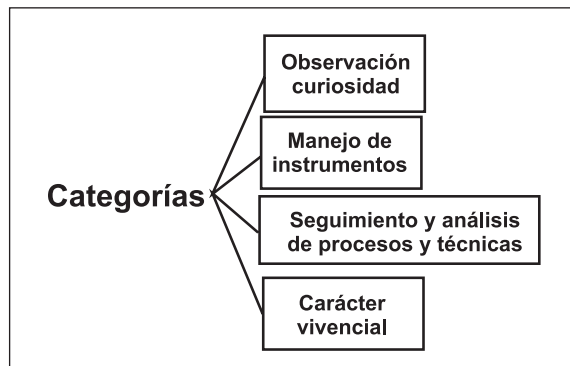 Categorías
Observación
curiosidad
Manejo de
instrumentos
Seguimiento y análisis
de procesos y técnicas
Carácter
vivencial